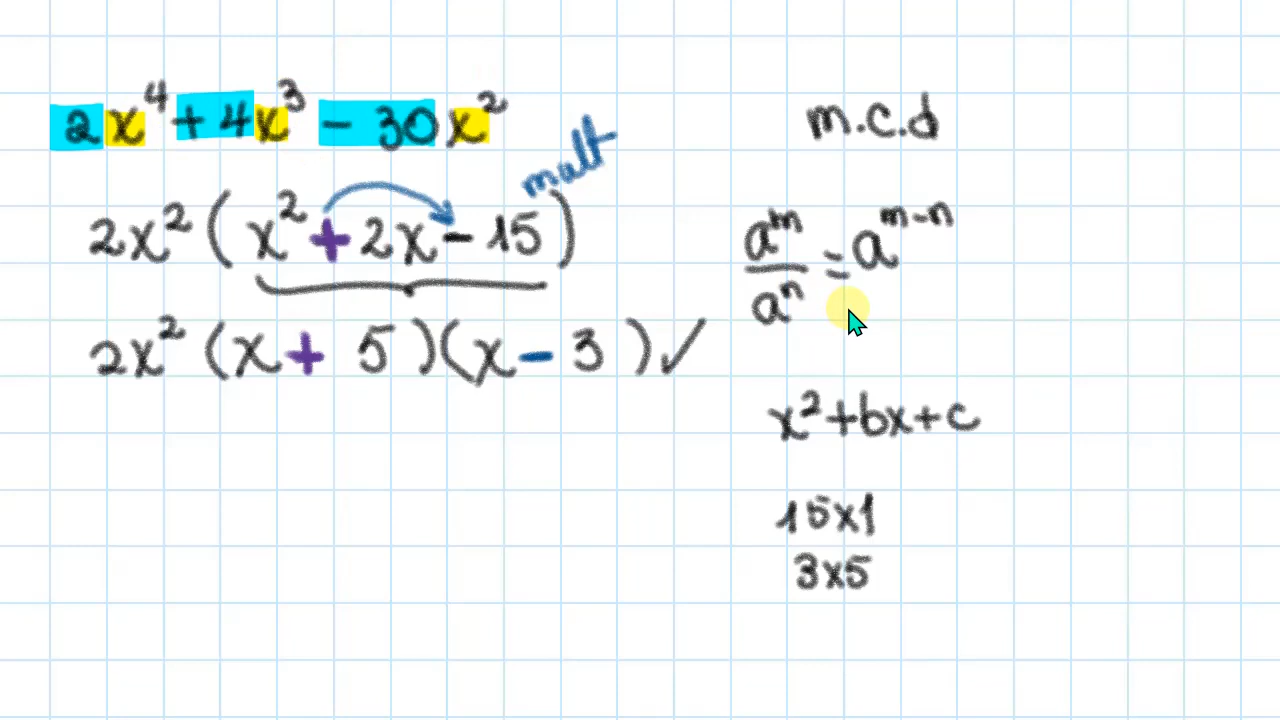 2x⁴ + 4x³ - 30x²
mult
2x² (x² + 2x - 15)
2x² (x + 5)(x - 3) ✓
m.c.d
aᵐ/aⁿ = aᵐ⁻ⁿ
x² + bx + c
15x1
3x5